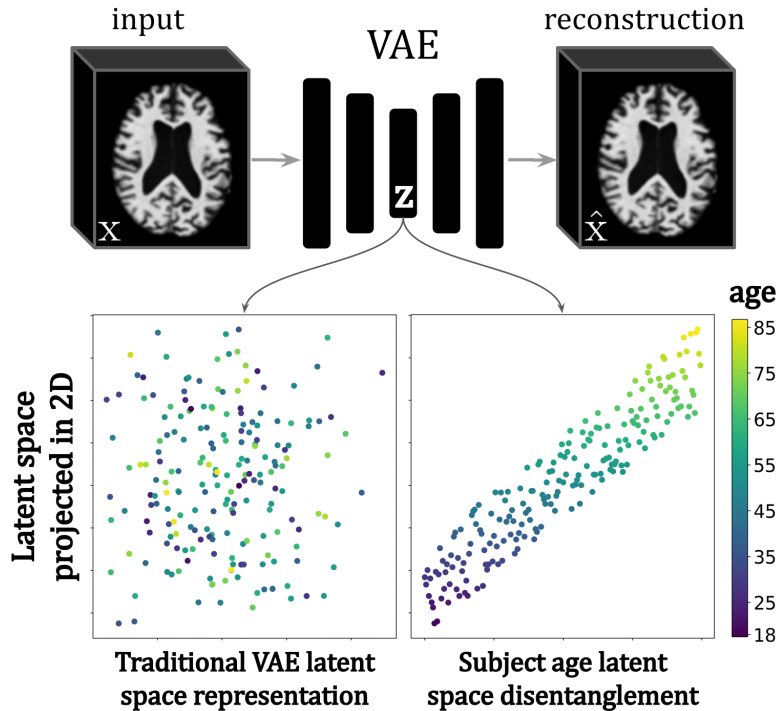 input
VAE
reconstruction
X
z
X̂
age
Latent space
projected in 2D
85
75
65
55
45
35
25
18
Traditional VAE latent
space representation
Subject age latent
space disentanglement